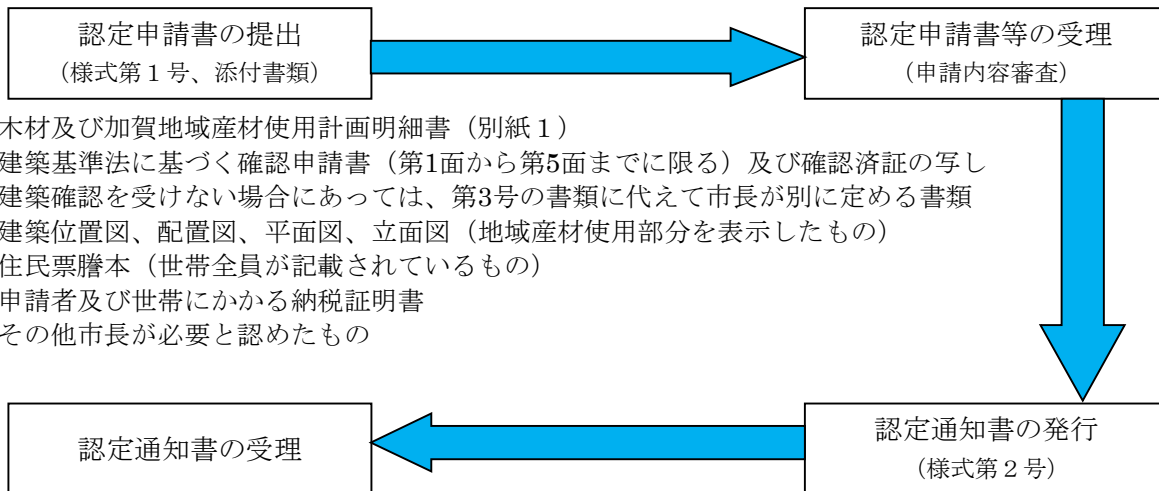 認定申請書の提出
（様式第１号、添付書類）
認定申請書等の受理
（申請内容審査）
木材及び加賀地域産材使用計画明細書（別紙１）
建築基準法に基づく確認申請書（第1面から第5面までに限る）及び確認済証の写し
建築確認を受けない場合にあっては、第3号の書類に代えて市長が別に定める書類
建築位置図、配置図、平面図、立面図（地域産材使用部分を表示したもの）
住民票謄本（世帯全員が記載されているもの）
申請者及び世帯にかかる納税証明書
その他市長が必要と認めたもの
認定通知書の受理
認定通知書の発行
（様式第２号）